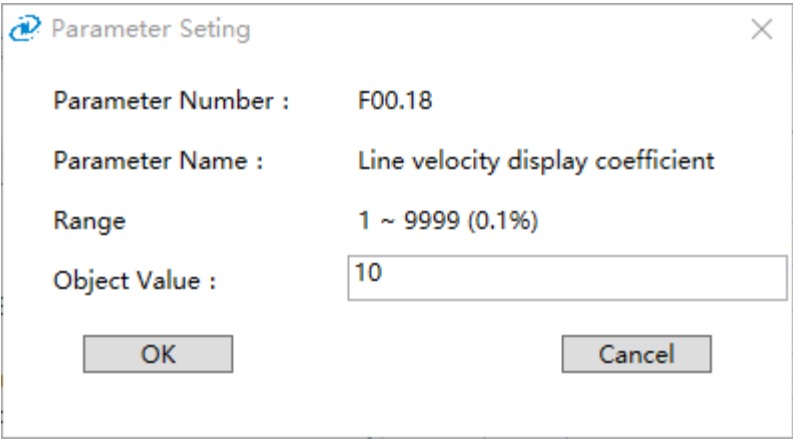 Parameter Seting
Parameter Number : F00.18
Parameter Name : Line velocity display coefficient
Range 1 ~ 9999 (0.1%)
Object Value : 10
OK Cancel